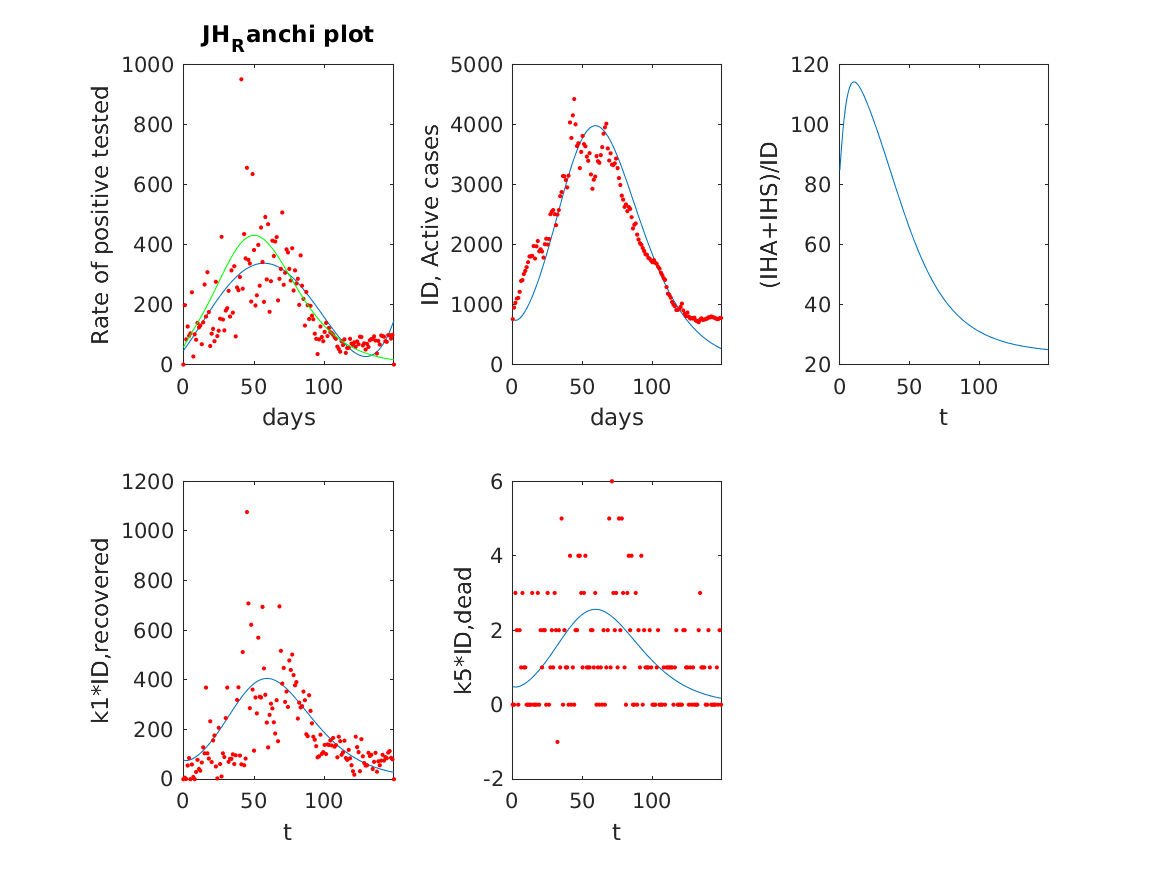 JH_Ranchi plot
1000
800
600
400
200
0
0 50 100
Rate of positive tested
days
5000
4000
3000
2000
1000
0
0 50 100
ID, Active cases
days
120
100
80
60
40
20
0 50 100
(IHA+IHS)/ID
t
1200
1000
800
600
400
200
0
0 50 100
k1*ID,recovered
t
6
4
2
0
-2
0 50 100
k5*ID,dead
t